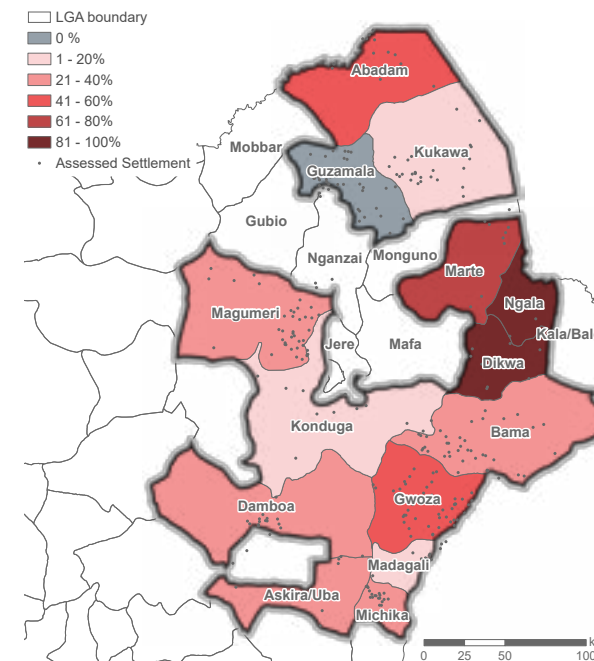 LGA boundary
0 %
1 - 20%
21 - 40%
41 - 60%
61 - 80%
81 - 100%
Assessed Settlement
Abadam
Mobbar
Kukawa
Guzamala
Gubio
Nganzai
Monguno
Marte
Ngala
Magumeri
Kala/Bal
Jere
Mafa
Dikwa
Konduga
Bama
Gwoza
Damboa
Madagali
Askira/Uba
Michika
0 25 50 100